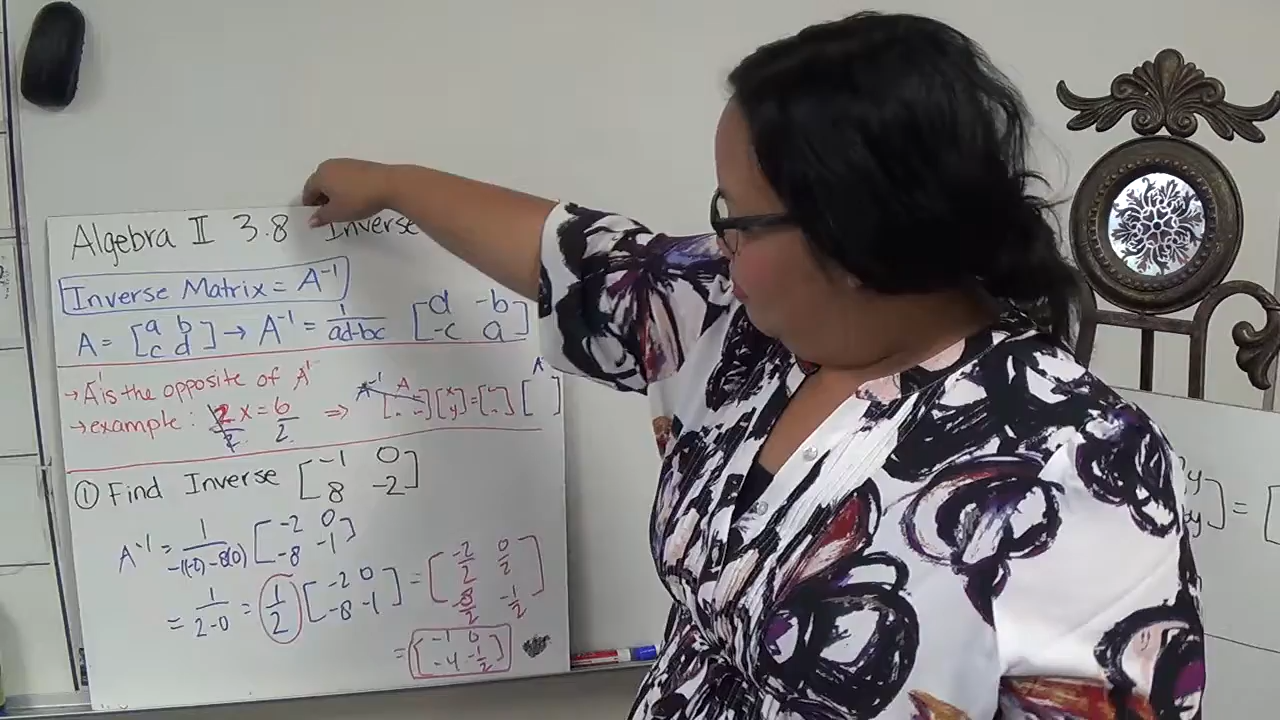 Algebra II 3.8 Inverse
Inverse Matrix = A⁻¹
A = [a b; c d] → A⁻¹ = 1/(ad-bc) [d -b; -c a]
→ A⁻¹ is the opposite of A
→ example: 2x/2 = 6/2 ⇒ A⁻¹ A [x y] = [ ] [ ] A
① Find Inverse [-1 0; 8 -2]
A⁻¹ = 1/(-1(-2) - 8(0)) [-2 0; -8 -1]
= 1/(2-0) = 1/2 [-2 0; -8 -1] = [-2/2 0/2; -8/2 -1/2]
= [-1 0; -4 -1/2]